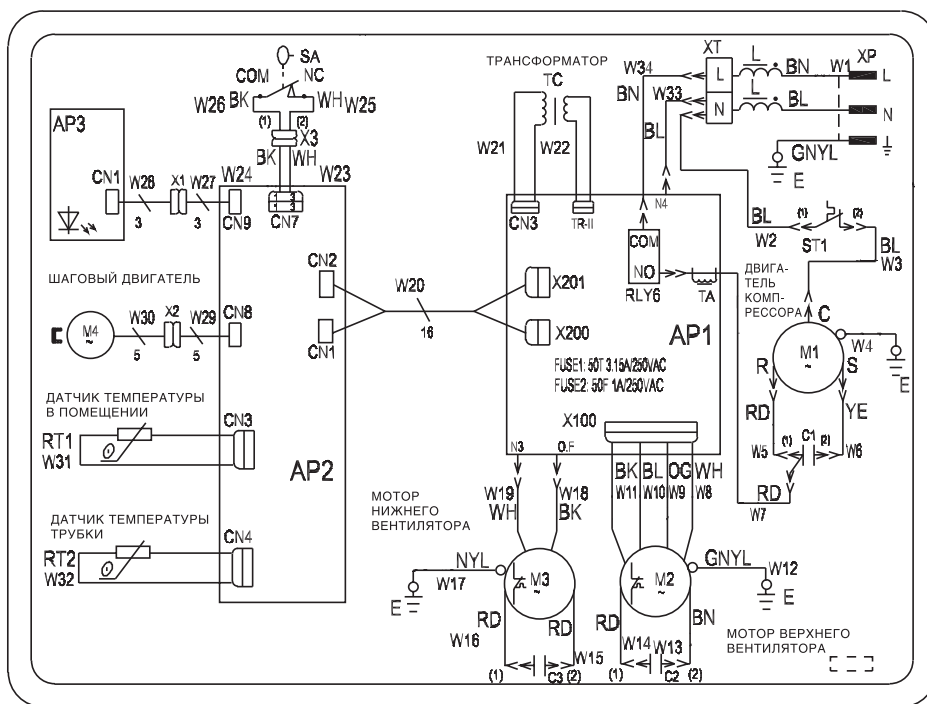 SA
COM
NC
BK
WH
W26
W25
(1)
(2)
X3
BK
WH
W23
AP3
CN1
W28
X1
W27
W24
3
3
CN9
CN7
ШАГОВЫЙ ДВИГАТЕЛЬ
M4
~
W30
X2
W29
CN8
5
5
CN2
CN1
W20
16
ДАТЧИК ТЕМПЕРАТУРЫ
В ПОМЕЩЕНИИ
RT1
W31
CN3
AP2
ДАТЧИК ТЕМПЕРАТУРЫ
ТРУБКИ
RT2
W32
CN4
ТРАНСФОРМАТОР
TC
W21
W22
CN3
TR-II
W34
BN
W33
BL
XT
L
N
L
BN
L
BL
W1
XP
L
N
GNYL
E
N4
COM
NO
RLY6
TA
X201
X200
AP1
FUSE1: 50T 3.15A/250VAC
FUSE2: 50F 1A/250VAC
X100
N3
O.F
BL
W2
(1)
(2)
ST1
BL
W3
ДВИГА-
ТЕЛЬ
КОМП-
РЕССОРА
C
M1
~
R
S
W4
E
RD
YE
W5
(1)
C1
(2)
W6
RD
W7
BK
BL
OG
WH
W11
W10
W9
W8
МОТОР
НИЖНЕГО
ВЕНТИЛЯТОРА
W19
WH
W18
BK
NYL
W17
E
M3
~
RD
W16
RD
W15
(1)
C3
(2)
M2
~
GNYL
W12
E
RD
BN
W14
W13
(1)
C2
(2)
МОТОР ВЕРХНЕГО
ВЕНТИЛЯТОРА